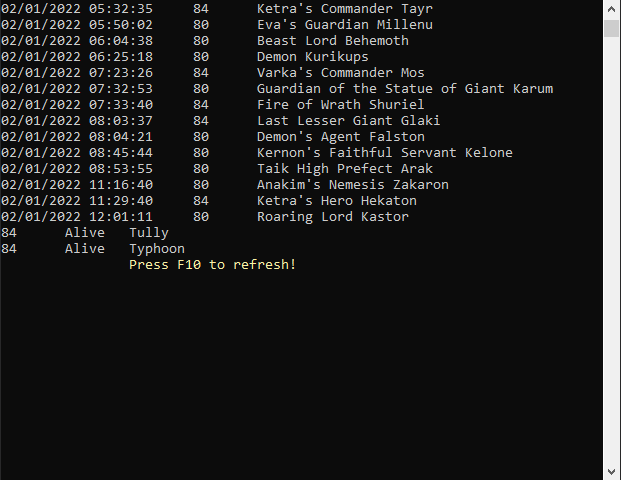 02/01/2022 05:32:35 84 Ketra's Commander Tayr
02/01/2022 05:50:02 80 Eva's Guardian Millenu
02/01/2022 06:04:38 80 Beast Lord Behemoth
02/01/2022 06:25:18 80 Demon Kurikups
02/01/2022 07:23:26 84 Varka's Commander Mos
02/01/2022 07:32:53 80 Guardian of the Statue of Giant Karum
02/01/2022 07:33:40 84 Fire of Wrath Shuriel
02/01/2022 08:03:37 84 Last Lesser Giant Glaki
02/01/2022 08:04:21 80 Demon's Agent Falston
02/01/2022 08:45:44 80 Kernon's Faithful Servant Kelone
02/01/2022 08:53:55 80 Taik High Prefect Arak
02/01/2022 11:16:40 80 Anakim's Nemesis Zakaron
02/01/2022 11:29:40 84 Ketra's Hero Hekaton
02/01/2022 12:01:11 80 Roaring Lord Kastor
84 Alive Tully
84 Alive Typhoon
Press F10 to refresh!